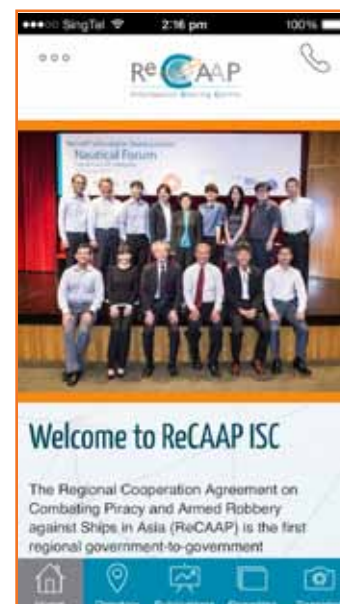 SingTel 2:16 pm 100%
ReCAAP
Information Sharing Centre
Nautical Forum
Welcome to ReCAAP ISC
The Regional Cooperation Agreement on
Combating Piracy and Armed Robbery
against Ships in Asia (ReCAAP) is the first
regional government-to-government
Home